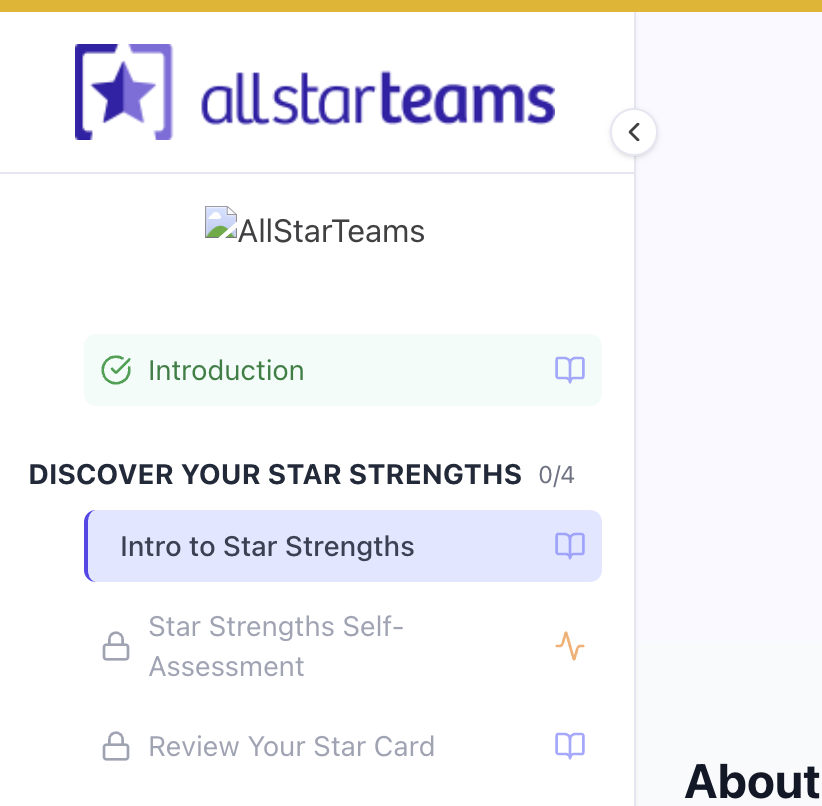 allstarteams
AllStarTeams
Introduction
DISCOVER YOUR STAR STRENGTHS 0/4
Intro to Star Strengths
Star Strengths Self-
Assessment
Review Your Star Card
About